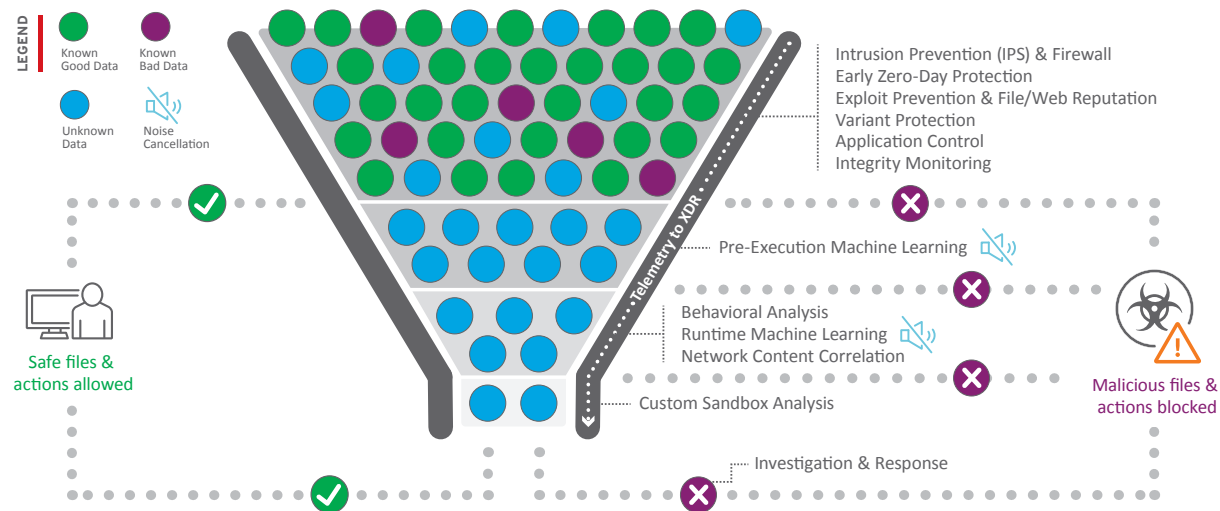 LEGEND
Known
Good Data
Known
Bad Data
Unknown
Data
Noise
Cancellation
Intrusion Prevention (IPS) & Firewall
Early Zero-Day Protection
Exploit Prevention & File/Web Reputation
Variant Protection
Application Control
Integrity Monitoring
Telemetry to XDR
Pre-Execution Machine Learning
Behavioral Analysis
Runtime Machine Learning
Network Content Correlation
Safe files &
actions allowed
Custom Sandbox Analysis
Malicious files &
actions blocked
Investigation & Response